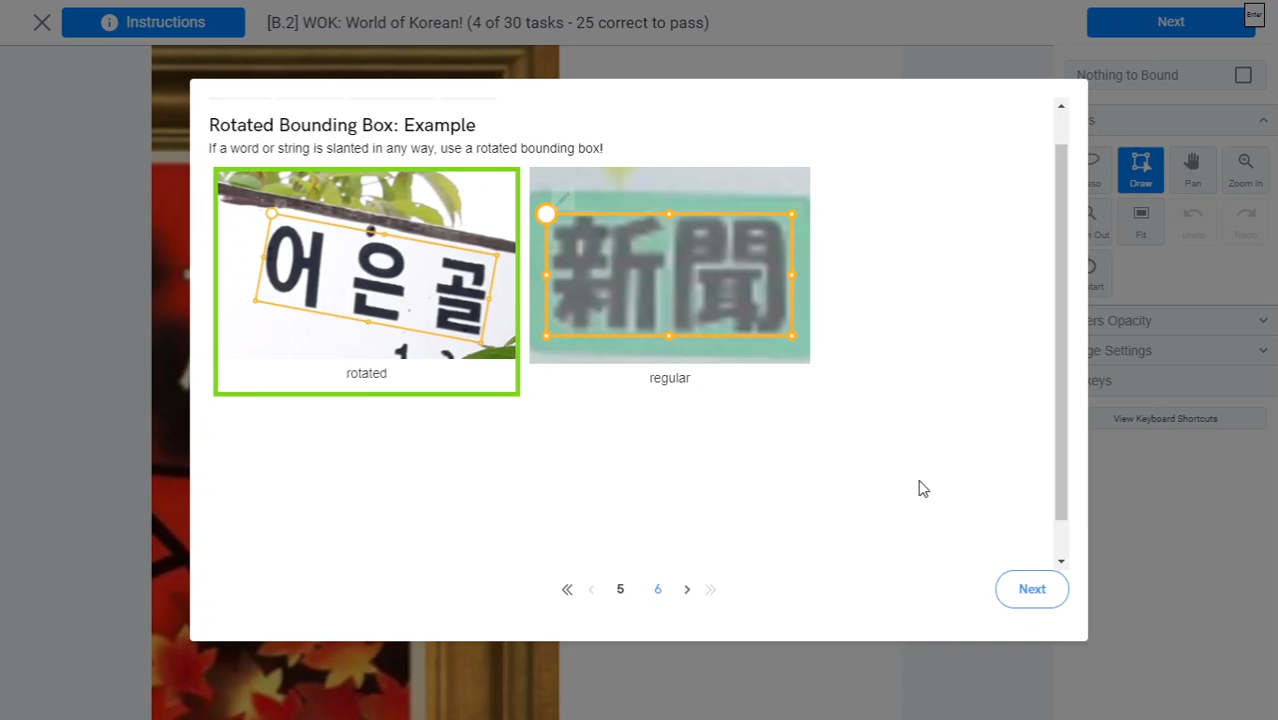 Instructions
[B.2] WOK: World of Korean! (4 of 30 tasks - 25 correct to pass)
Next
Enter
Nothing to Bound
Rotated Bounding Box: Example
If a word or string is slanted in any way, use a rotated bounding box!
어은골
rotated
新聞
regular
Draw
Pan
Zoom In
Out
Fit
Undo
Redo
Opacity
Settings
View Keyboard Shortcuts
5 6
Next